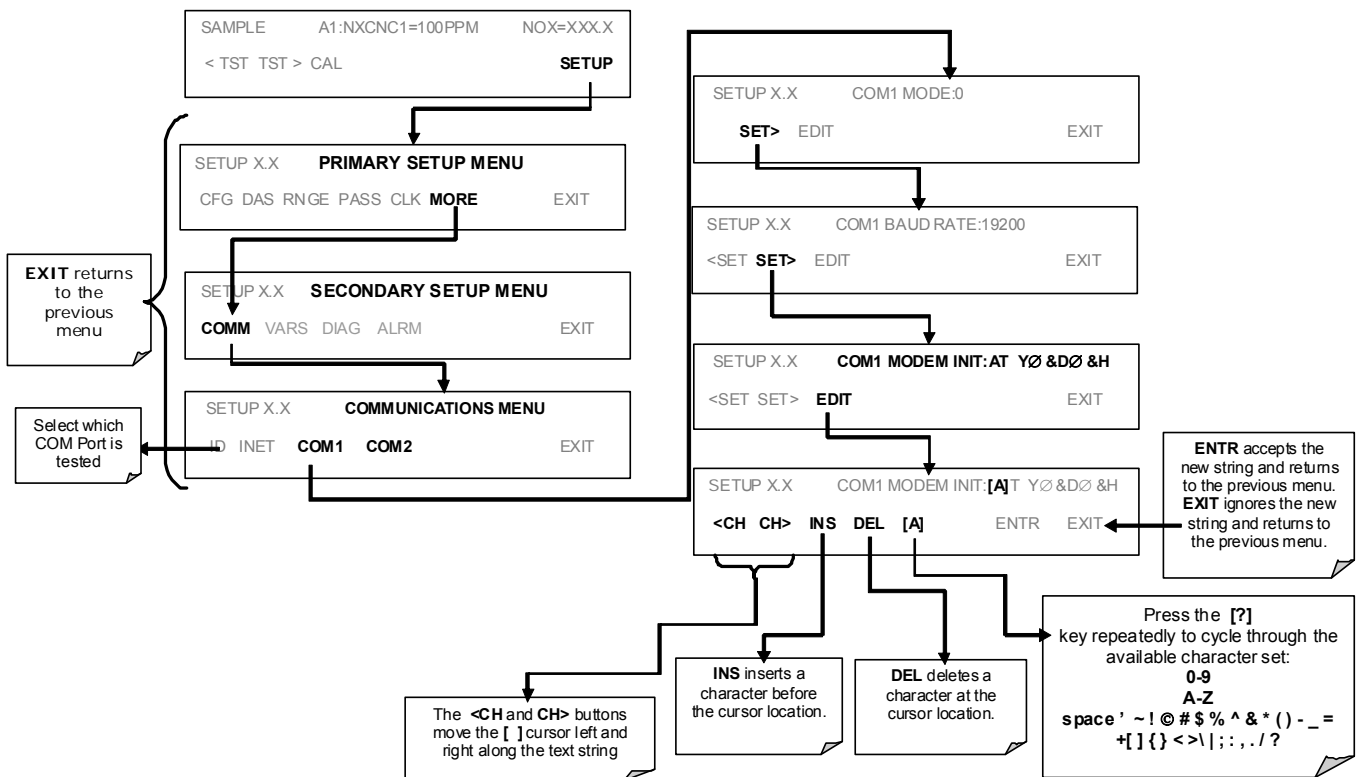 SAMPLE A1:NXCNC1=100PPM NOX=XXX.X
< TST TST > CAL SETUP
SETUP X.X PRIMARY SETUP MENU
CFG DAS RNGE PASS CLK MORE EXIT
SETUP X.X SECONDARY SETUP MENU
COMM VARS DIAG ALRM EXIT
EXIT returns
to the
previous
menu
SETUP X.X COMMUNICATIONS MENU
ID INET COM1 COM2 EXIT
Select which
COM Port is
tested
SETUP X.X COM1 MODE:0
SET> EDIT EXIT
SETUP X.X COM1 BAUD RATE:19200
<SET SET> EDIT EXIT
SETUP X.X COM1 MODEM INIT:AT Y∅ &D∅ &H
<SET SET> EDIT EXIT
SETUP X.X COM1 MODEM INIT:[A]T Y∅ &D∅ &H
<CH CH> INS DEL [A] ENTR EXIT
ENTR accepts the
new string and returns
to the previous menu.
EXIT ignores the new
string and returns to
the previous menu.
The <CH and CH> buttons
move the [ ] cursor left and
right along the text string
INS inserts a
character before
the cursor location.
DEL deletes a
character at the
cursor location.
Press the [?]
key repeatedly to cycle through the
available character set:
0-9
A-Z
space ' ~ ! © # $ % ^ & * ( ) - _ =
+[ ] { } < >\ | ; : , . / ?